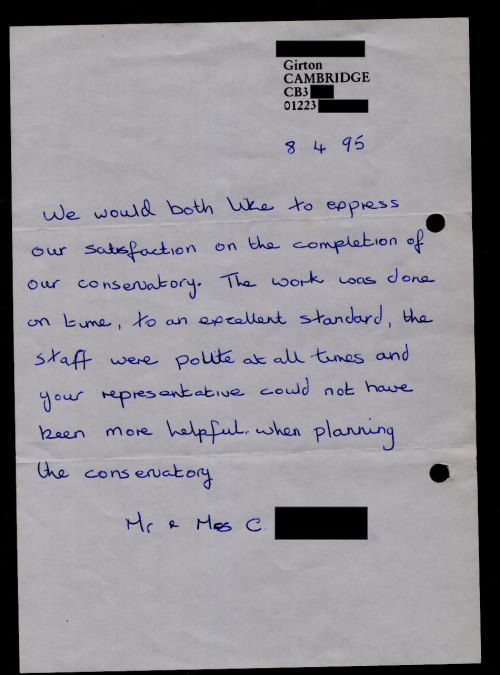 Girton
CAMBRIDGE
CB3
01223
8.4.95
We would both like to express
our satisfaction on the completion of
our conservatory. The work was done
on time, to an excellent standard, the
staff were polite at all times and
your representative could not have
been more helpful. when planning
the conservatory
Mr & Mrs C